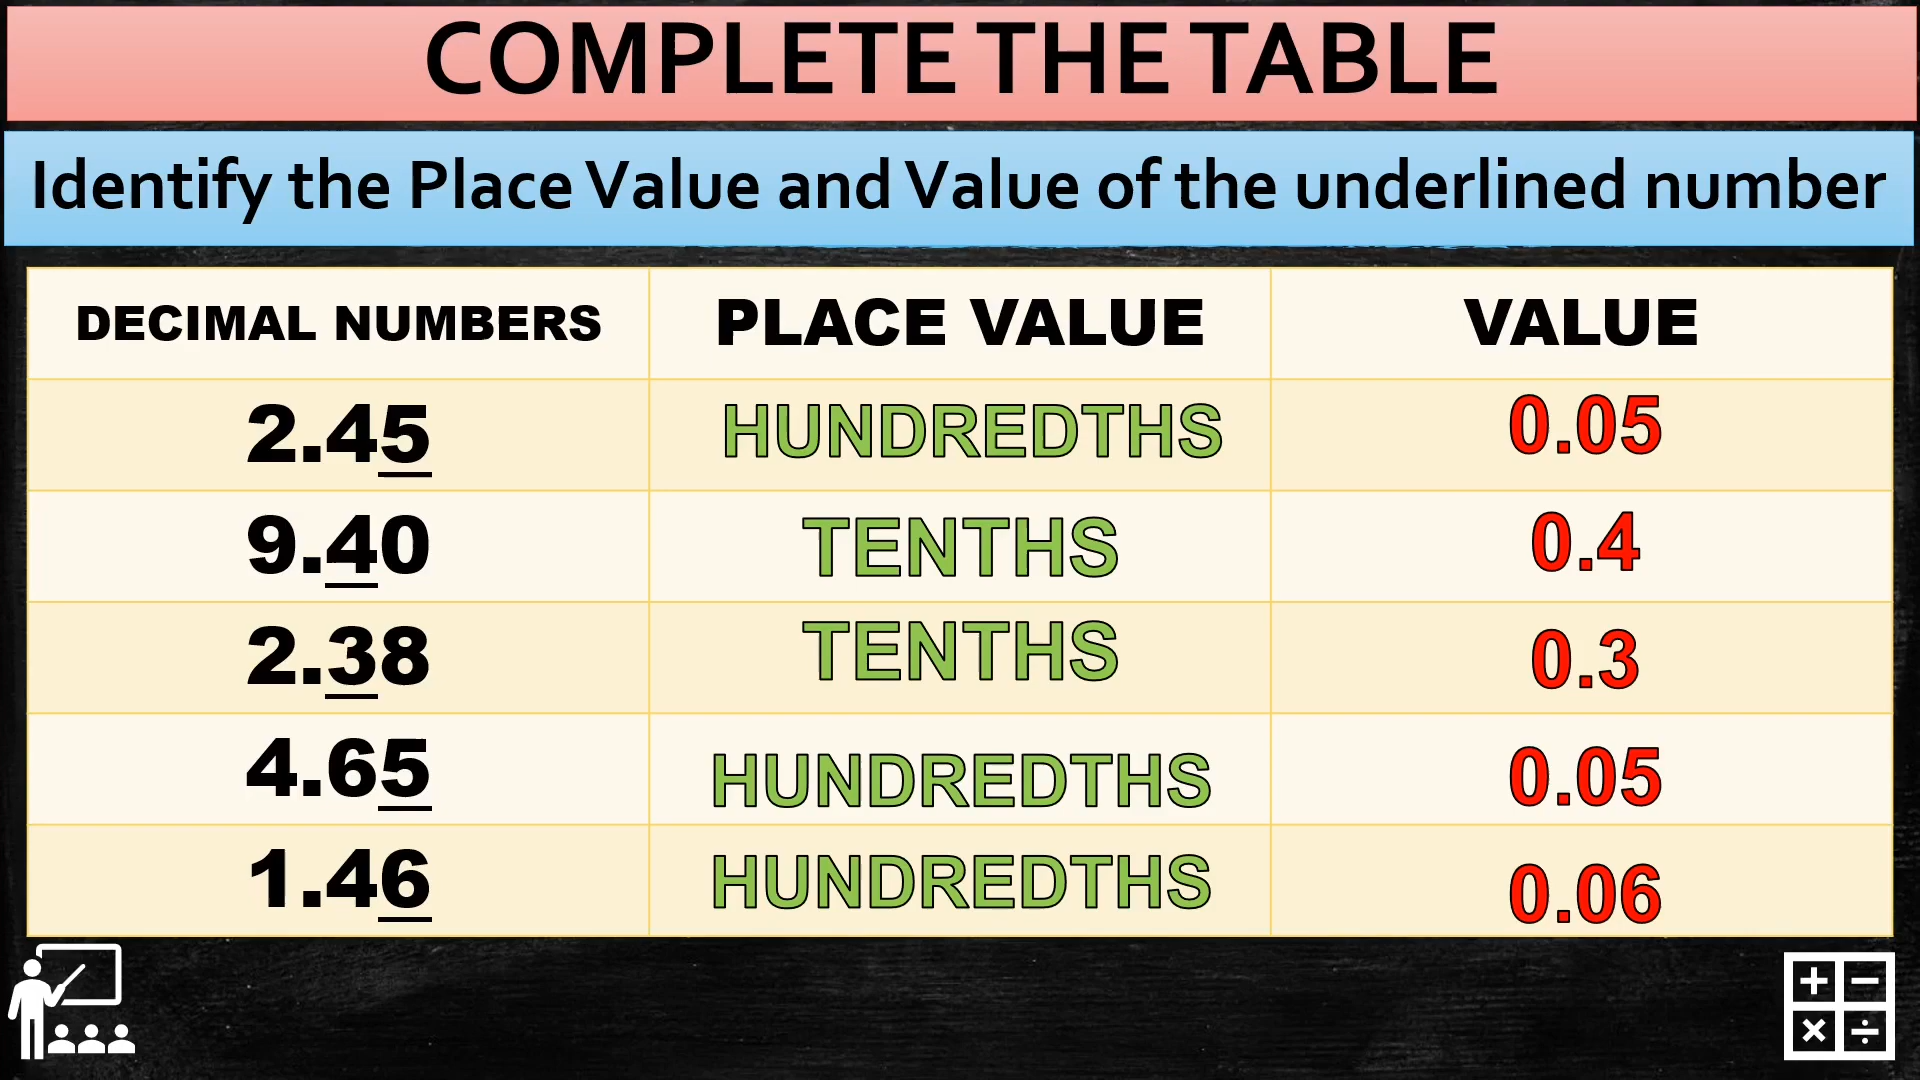 COMPLETE THE TABLE
Identify the Place Value and Value of the underlined number
DECIMAL NUMBERS PLACE VALUE VALUE
2.45 HUNDREDTHS 0.05
9.40 TENTHS 0.4
2.38 TENTHS 0.3
4.65 HUNDREDTHS 0.05
1.46 HUNDREDTHS 0.06
+ −
× ÷